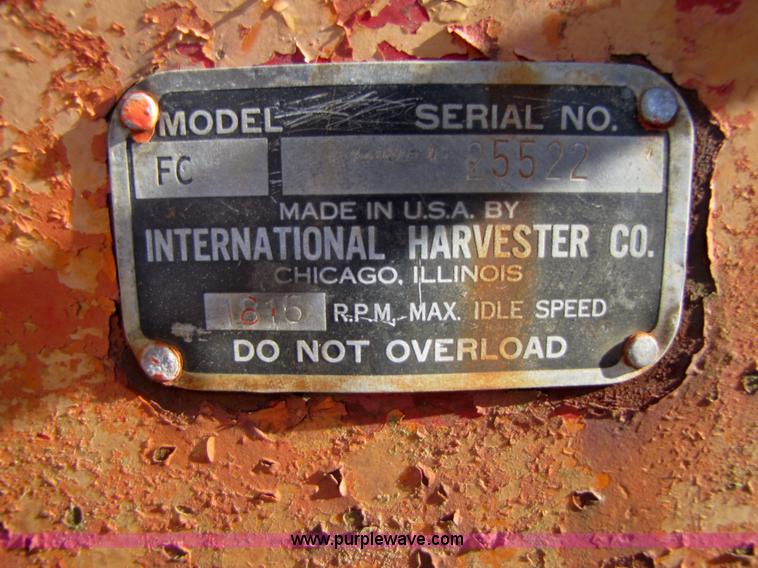 MODEL SERIAL NO.
FC 25522
MADE IN U.S.A. BY
INTERNATIONAL HARVESTER CO.
CHICAGO, ILLINOIS
1816 R.P.M. MAX. IDLE SPEED
DO NOT OVERLOAD
www.purplewave.com